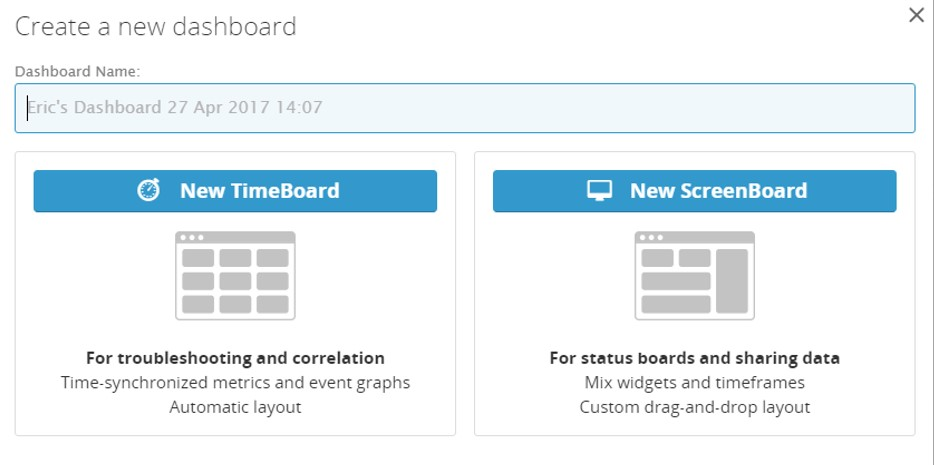 Create a new dashboard
Dashboard Name:
Eric's Dashboard 27 Apr 2017 14:07
New TimeBoard
For troubleshooting and correlation
Time-synchronized metrics and event graphs
Automatic layout
New ScreenBoard
For status boards and sharing data
Mix widgets and timeframes
Custom drag-and-drop layout